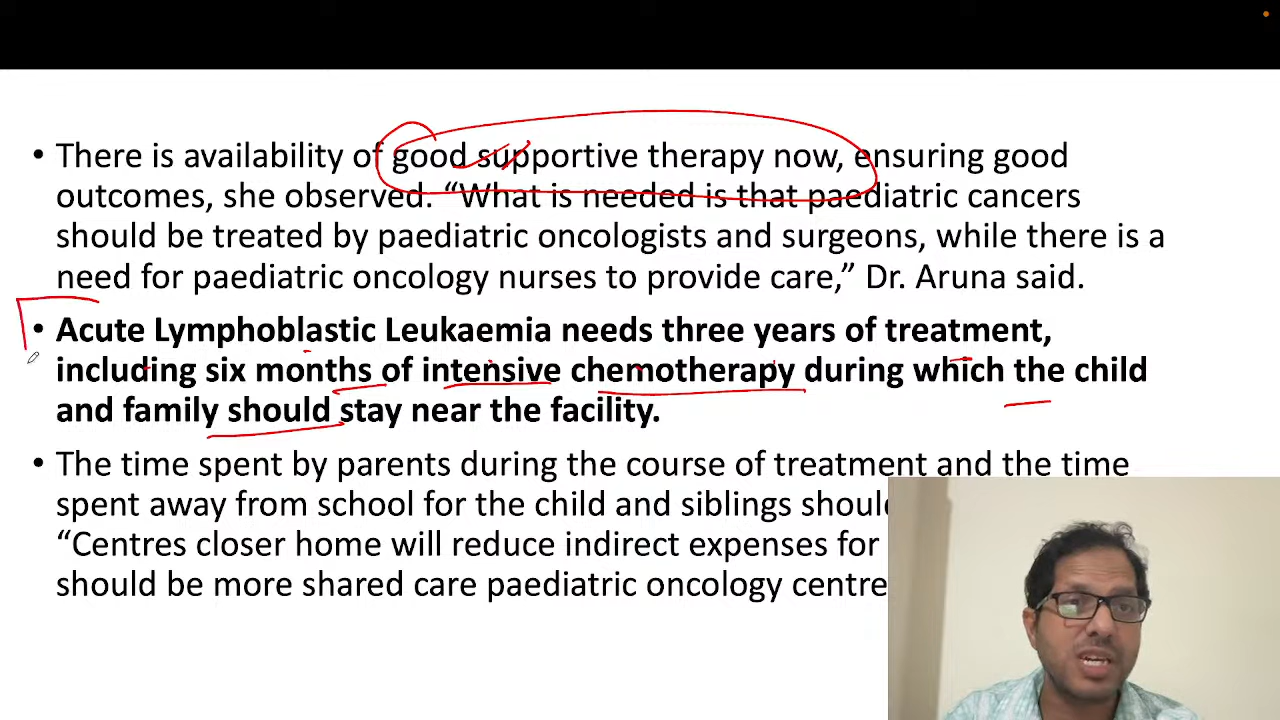 • There is availability of good supportive therapy now, ensuring good
outcomes, she observed. “What is needed is that paediatric cancers
should be treated by paediatric oncologists and surgeons, while there is a
need for paediatric oncology nurses to provide care,” Dr. Aruna said.
• Acute Lymphoblastic Leukaemia needs three years of treatment,
including six months of intensive chemotherapy during which the child
and family should stay near the facility.
• The time spent by parents during the course of treatment and the time
spent away from school for the child and siblings
“Centres closer home will reduce indirect expenses for
should be more shared care paediatric oncology